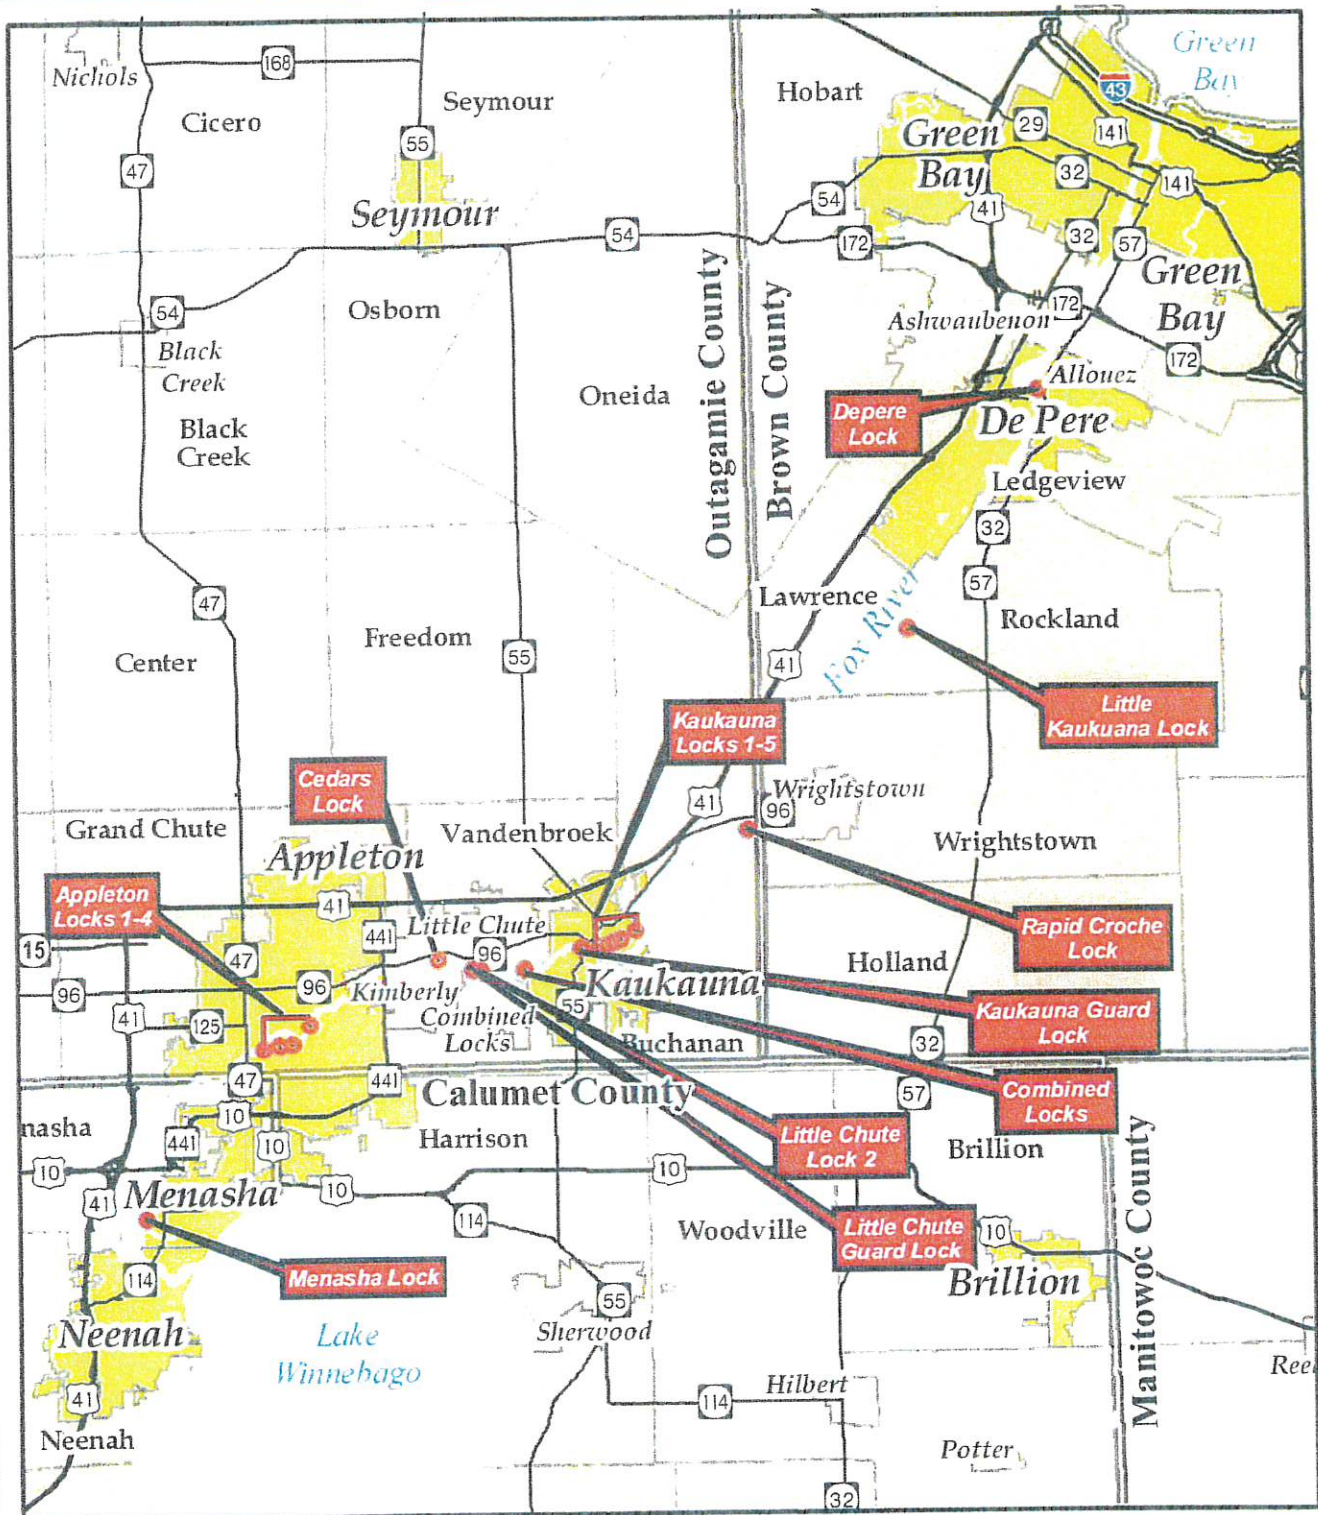 Green
Bay
Nichols
168
Seymour
Hobart
43
Cicero
55
Green
Bay
29
141
47
32
141
Seymour
54
41
54
172
32
57
Green
Bay
Outagamie County
Brown County
54
Osborn
Ashwaubenon
172
Black
Creek
172
Oneida
Allouez
Depere
Lock
De Pere
Black
Creek
Ledgeview
32
57
47
Lawrence
Fox River
Rockland
Freedom
Center
55
41
Little
Kaukuana Lock
Kaukauna
Locks 1-5
Cedars
Lock
41
Wrightstown
96
Grand Chute
Vandenbroek
Wrightstown
Appleton
Appleton
Locks 1-4
41
441
Little Chute
Rapid Croche
Lock
15
47
96
Holland
96
96
Kimberly
Kaukauna
Kaukauna Guard
Lock
41
125
Combined
Locks
55
Buchanan
32
47
441
Calumet County
57
Combined
Locks
nasha
10
441
10
Harrison
Little Chute
Lock 2
Brillion
Manitowoc County
10
10
10
41
Menasha
114
Woodville
Little Chute
Guard Lock
10
Menasha Lock
114
Brillion
55
Neenah
Lake
Winnebago
Sherwood
Ree
41
114
Hilbert
Neenah
Potter
32